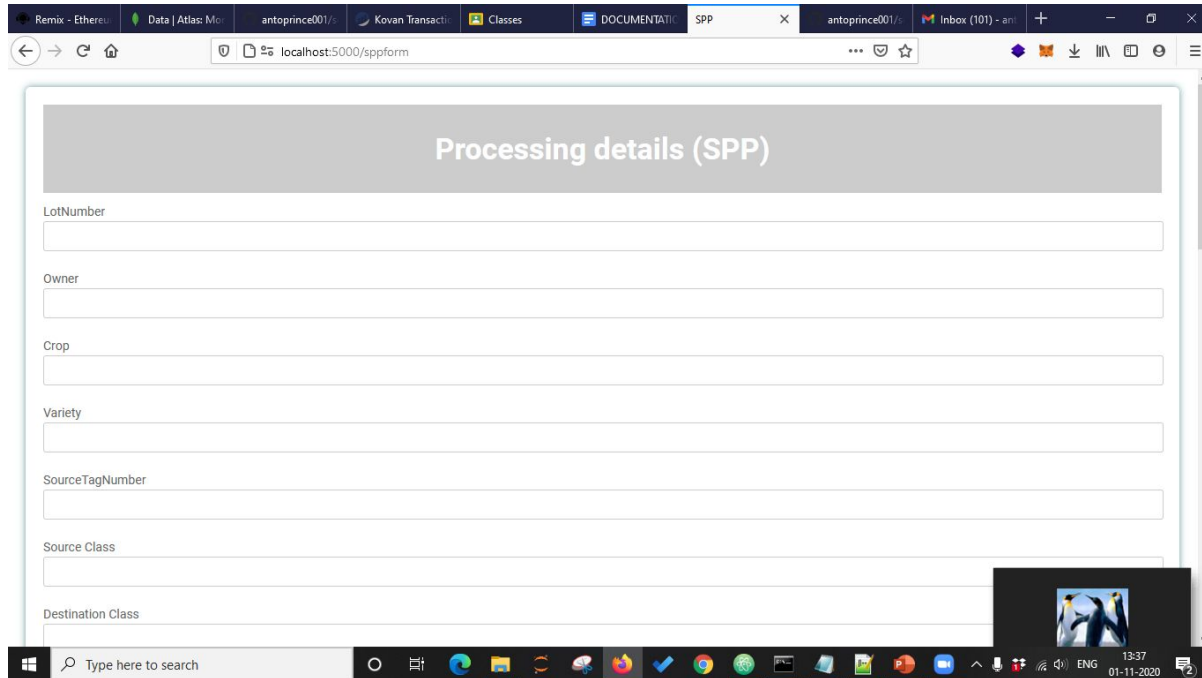 Remix - Ethereu
Data | Atlas: Mor
antoprince001/s
Kovan Transactio
Classes
DOCUMENTATIC
SPP
antoprince001/s
Inbox (101) - ant
localhost:5000/sppform
Processing details (SPP)
LotNumber
Owner
Crop
Variety
SourceTagNumber
Source Class
Destination Class
Type here to search
ENG
13:37
01-11-2020
2